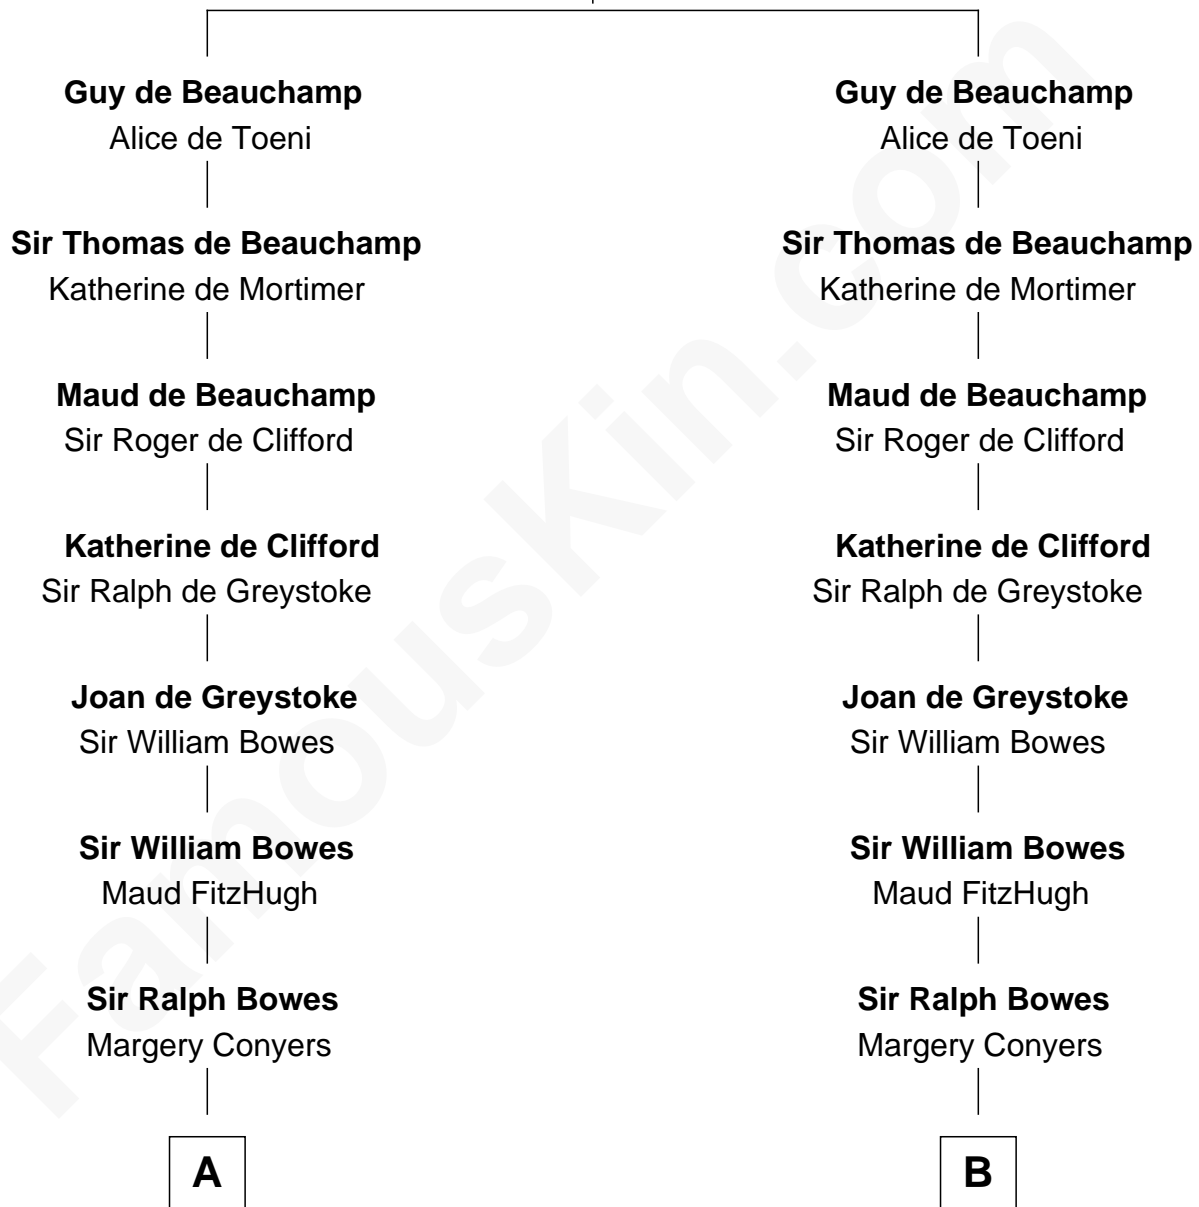 Guy de Beauchamp
Alice de Toeni
Sir Thomas de Beauchamp
Katherine de Mortimer
Maud de Beauchamp
Sir Roger de Clifford
Katherine de Clifford
Sir Ralph de Greystoke
Joan de Greystoke
Sir William Bowes
Sir William Bowes
Maud FitzHugh
Sir Ralph Bowes
Margery Conyers
A
Guy de Beauchamp
Alice de Toeni
Sir Thomas de Beauchamp
Katherine de Mortimer
Maud de Beauchamp
Sir Roger de Clifford
Katherine de Clifford
Sir Ralph de Greystoke
Joan de Greystoke
Sir William Bowes
Sir William Bowes
Maud FitzHugh
Sir Ralph Bowes
Margery Conyers
B
FamousKin.com